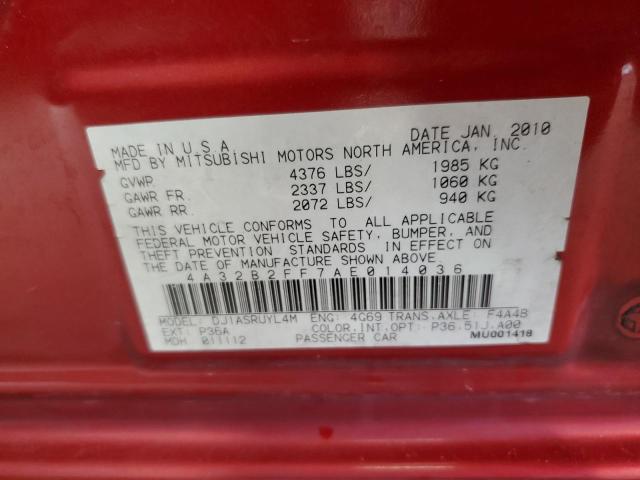 MADE IN U.S.A. DATE JAN. 2010
MFD BY MITSUBISHI MOTORS NORTH AMERICA, INC.
GVWR 4376 LBS/ 1985 KG
GAWR FR. 2337 LBS/ 1060 KG
GAWR RR. 2072 LBS/ 940 KG
THIS VEHICLE CONFORMS TO ALL APPLICABLE
FEDERAL MOTOR VEHICLE SAFETY, BUMPER, AND
THEFT PREVENTION STANDARDS IN EFFECT ON
THE DATE OF MANUFACTURE SHOWN ABOVE.
4A32B2FF7AE014036
MODEL: DJ1ASRUYL4M ENG: 4G69 TRANS.AXLE: F4A4B
EXT: P36A COLOR.INT.OPT: P36.51J.A00
MDH 011112 PASSENGER CAR MU001418